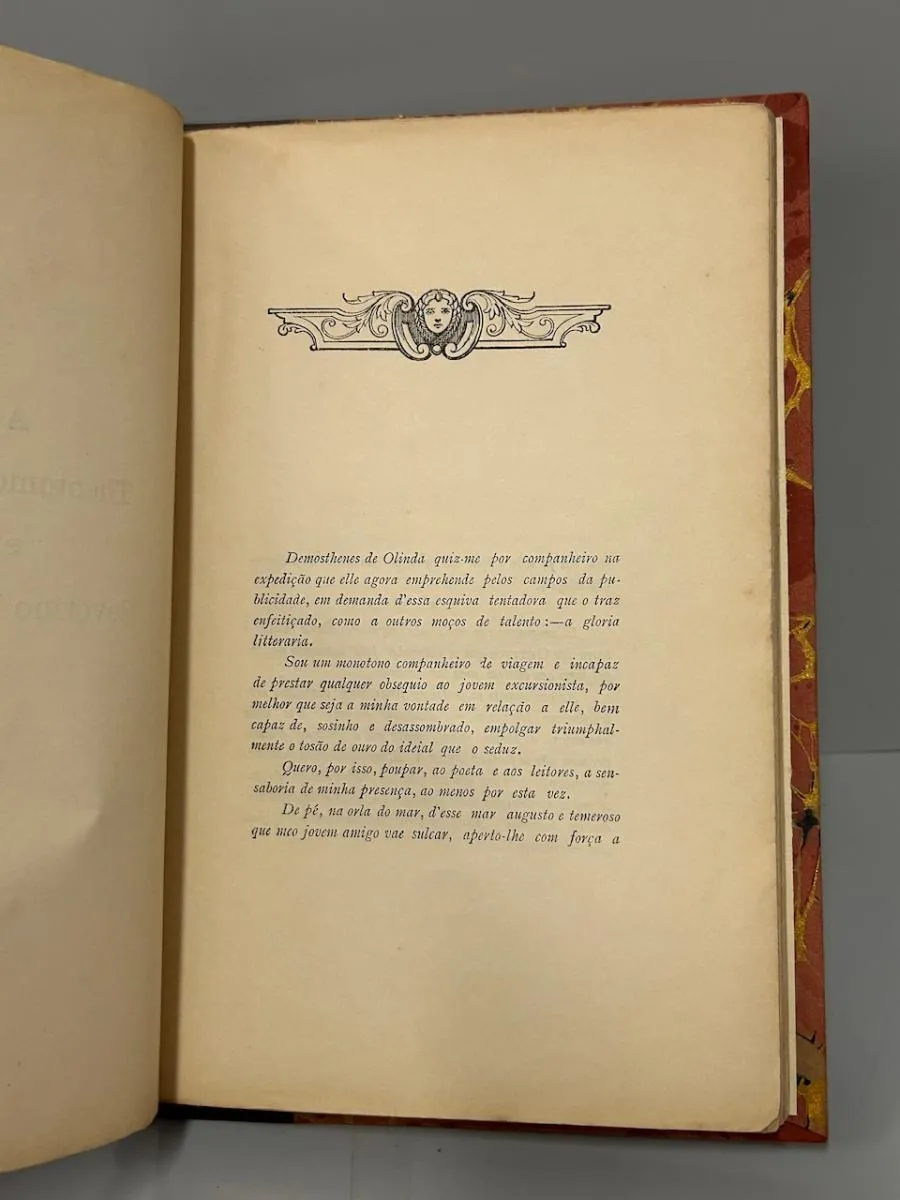 Demosthenes de Olinda quiz-me por companheiro na
expedição que elle agora emprehende pelos campos da pu-
blicidade, em demanda d'essa esquiva tentadora que o traz
enfeitiçado, como a outros moços de talento:—a gloria
litteraria.
Sou um monotono companheiro de viagem e incapaz
de prestar qualquer obsequio ao jovem excursionista, por
melhor que seja a minha vontade em relação a elle, bem
capaz de, sosinho e desassombrado, empolgar triumphal-
mente o tosão de ouro do ideial que o seduz.
Quero, por isso, poupar, ao poeta e aos leitores, a sen-
saboria de minha presença, ao menos por esta vez.
De pé, na orla do mar, d'esse mar augusto e temeroso
que meo jovem amigo vae sulcar, aperto-lhe com força a